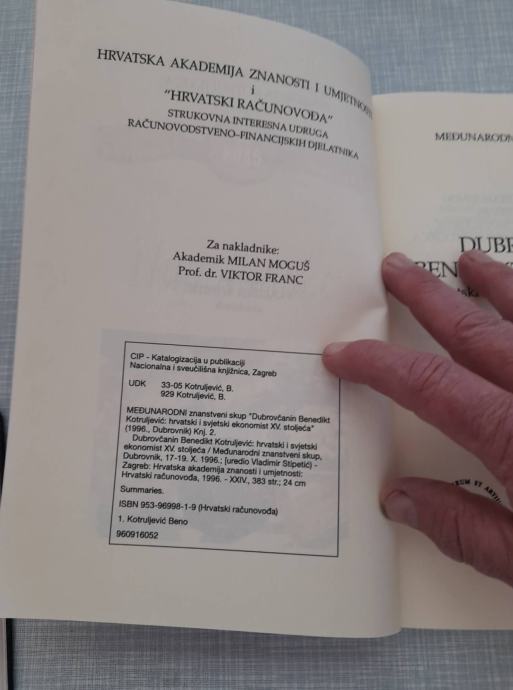 HRVATSKA AKADEMIJA ZNANOSTI I UMJETNOSTI
i
"HRVATSKI RAČUNOVOĐA"
STRUKOVNA INTERESNA UDRUGA
RAČUNOVODSTVENO-FINANCIJSKIH DJELATNIKA
Za nakladnike:
Akademik MILAN MOGUŠ
Prof. dr. VIKTOR FRANC
CIP - Katalogizacija u publikaciji
Nacionalna i sveučilišna knjižnica, Zagreb
UDK 33-05 Kotruljević, B.
929 Kotruljević, B.
MEĐUNARODNI znanstveni skup "Dubrovčanin Benedikt
Kotruljević: hrvatski i svjetski ekonomist XV. stoljeća"
(1996., Dubrovnik) Knj. 2.
Dubrovčanin Benedikt Kotruljević: hrvatski i svjetski
ekonomist XV. stoljeća / Međunarodni znanstveni skup,
Dubrovnik, 17-19. X. 1996.; [uredio Vladimir Stipetić) -
Zagreb: Hrvatska akademija znanosti i umjetnosti:
Hrvatski računovođa, 1996. - XXIV., 383 str.; 24 cm
Summaries.
ISBN 953-96998-1-9 (Hrvatski računovođa)
1. Kotruljević Beno
960916052
MEĐUNARODN
DUBR
BENE